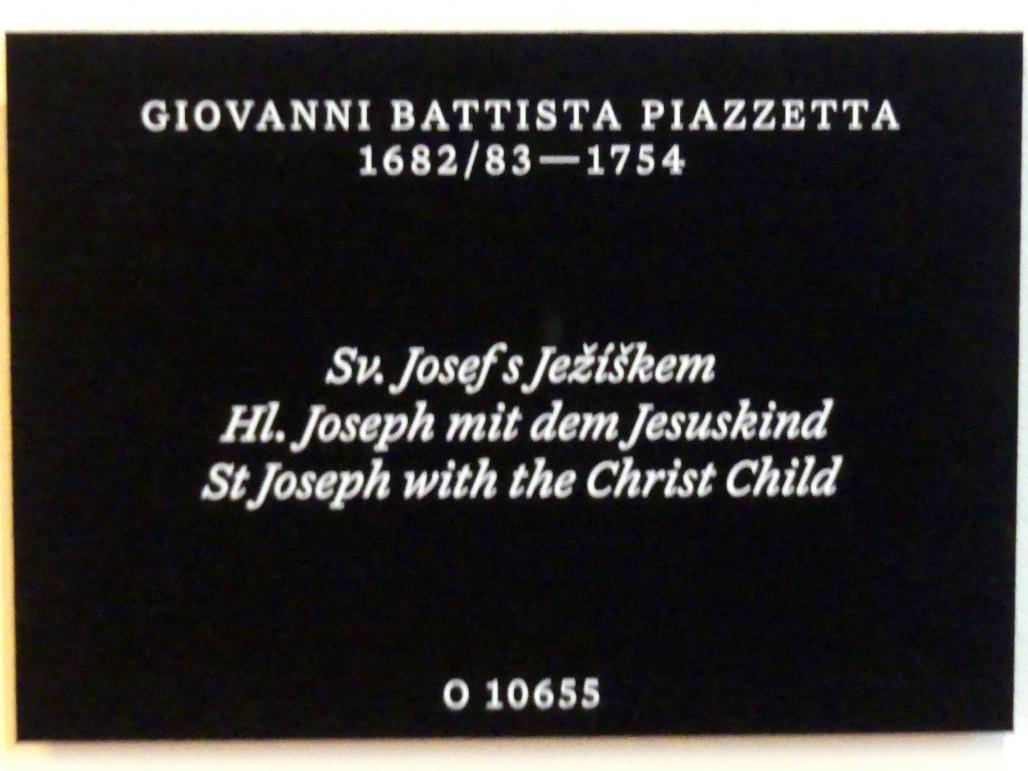 GIOVANNI BATTISTA PIAZZETTA
1682/83—1754
Sv. Josef s Ježíškem
Hl. Joseph mit dem Jesuskind
St Joseph with the Christ Child
O 10655